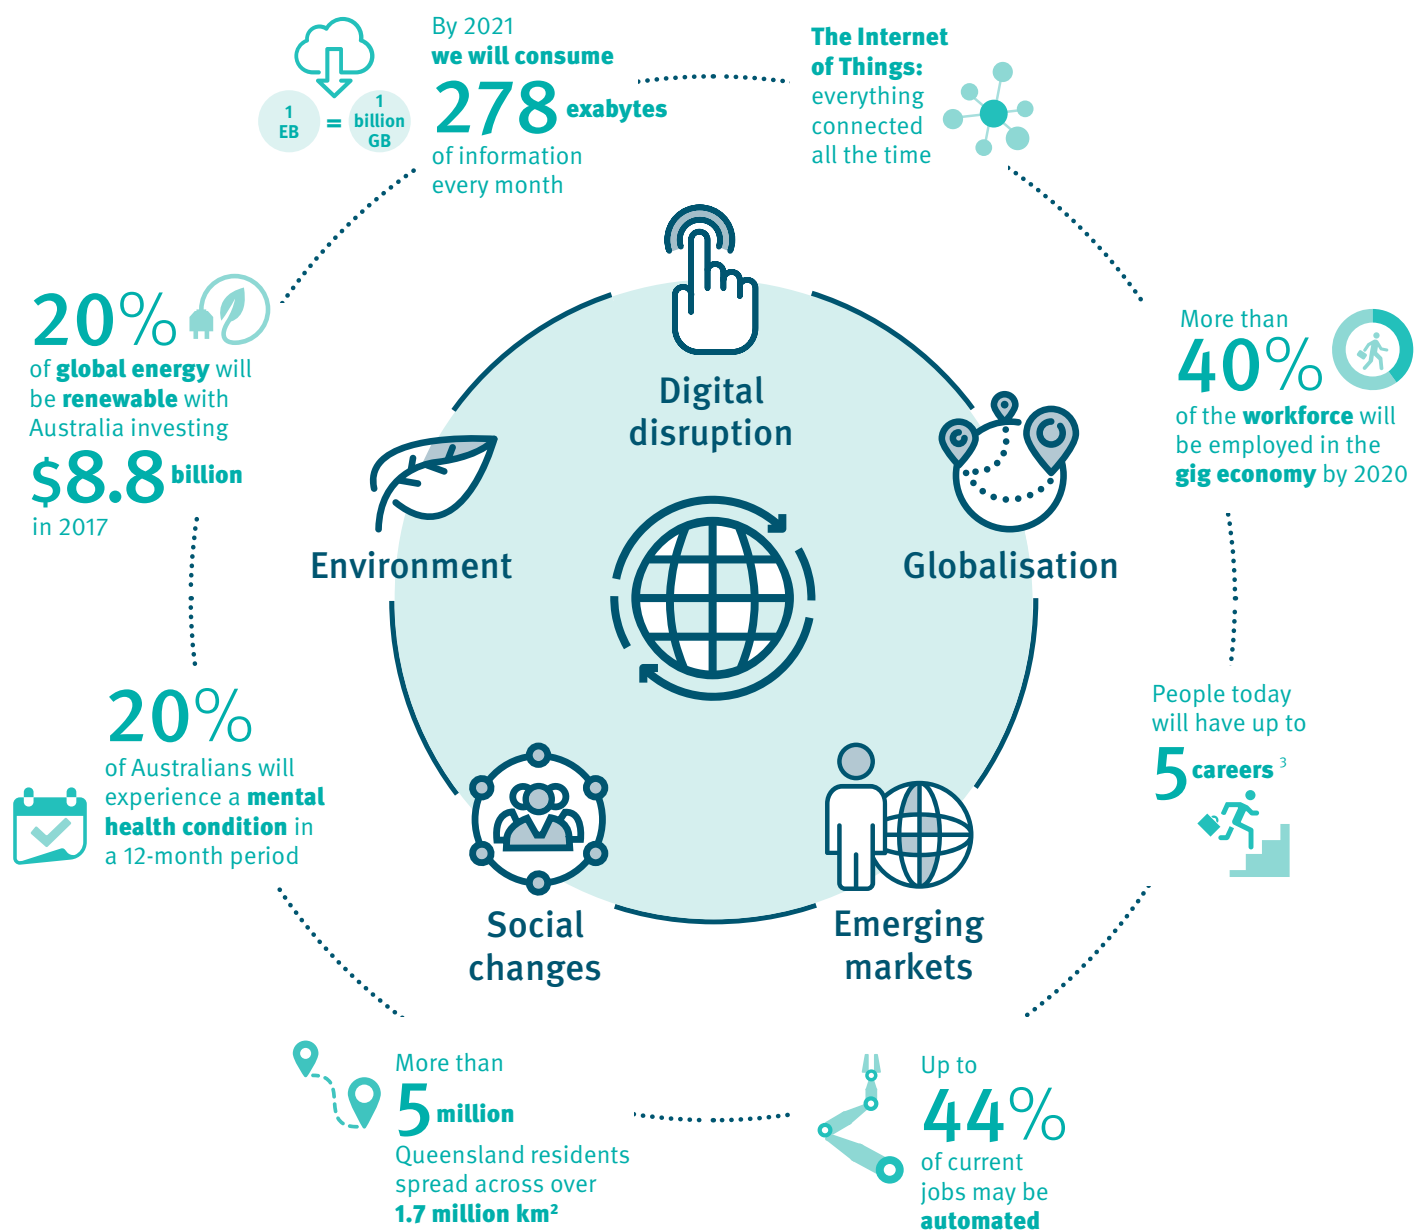 By 2021
we will consume
278 exabytes
of information
every month
1
EB
=
1
billion
GB
The Internet
of Things:
everything
connected
all the time
20%
of global energy will
be renewable with
Australia investing
$8.8 billion
in 2017
More than
40%
of the workforce will
be employed in the
gig economy by 2020
Digital
disruption
Environment
Globalisation
20%
of Australians will
experience a mental
health condition in
a 12-month period
People today
will have up to
5 careers ³
Social
changes
Emerging
markets
More than
5 million
Queensland residents
spread across over
1.7 million km²
Up to
44%
of current
jobs may be
automated